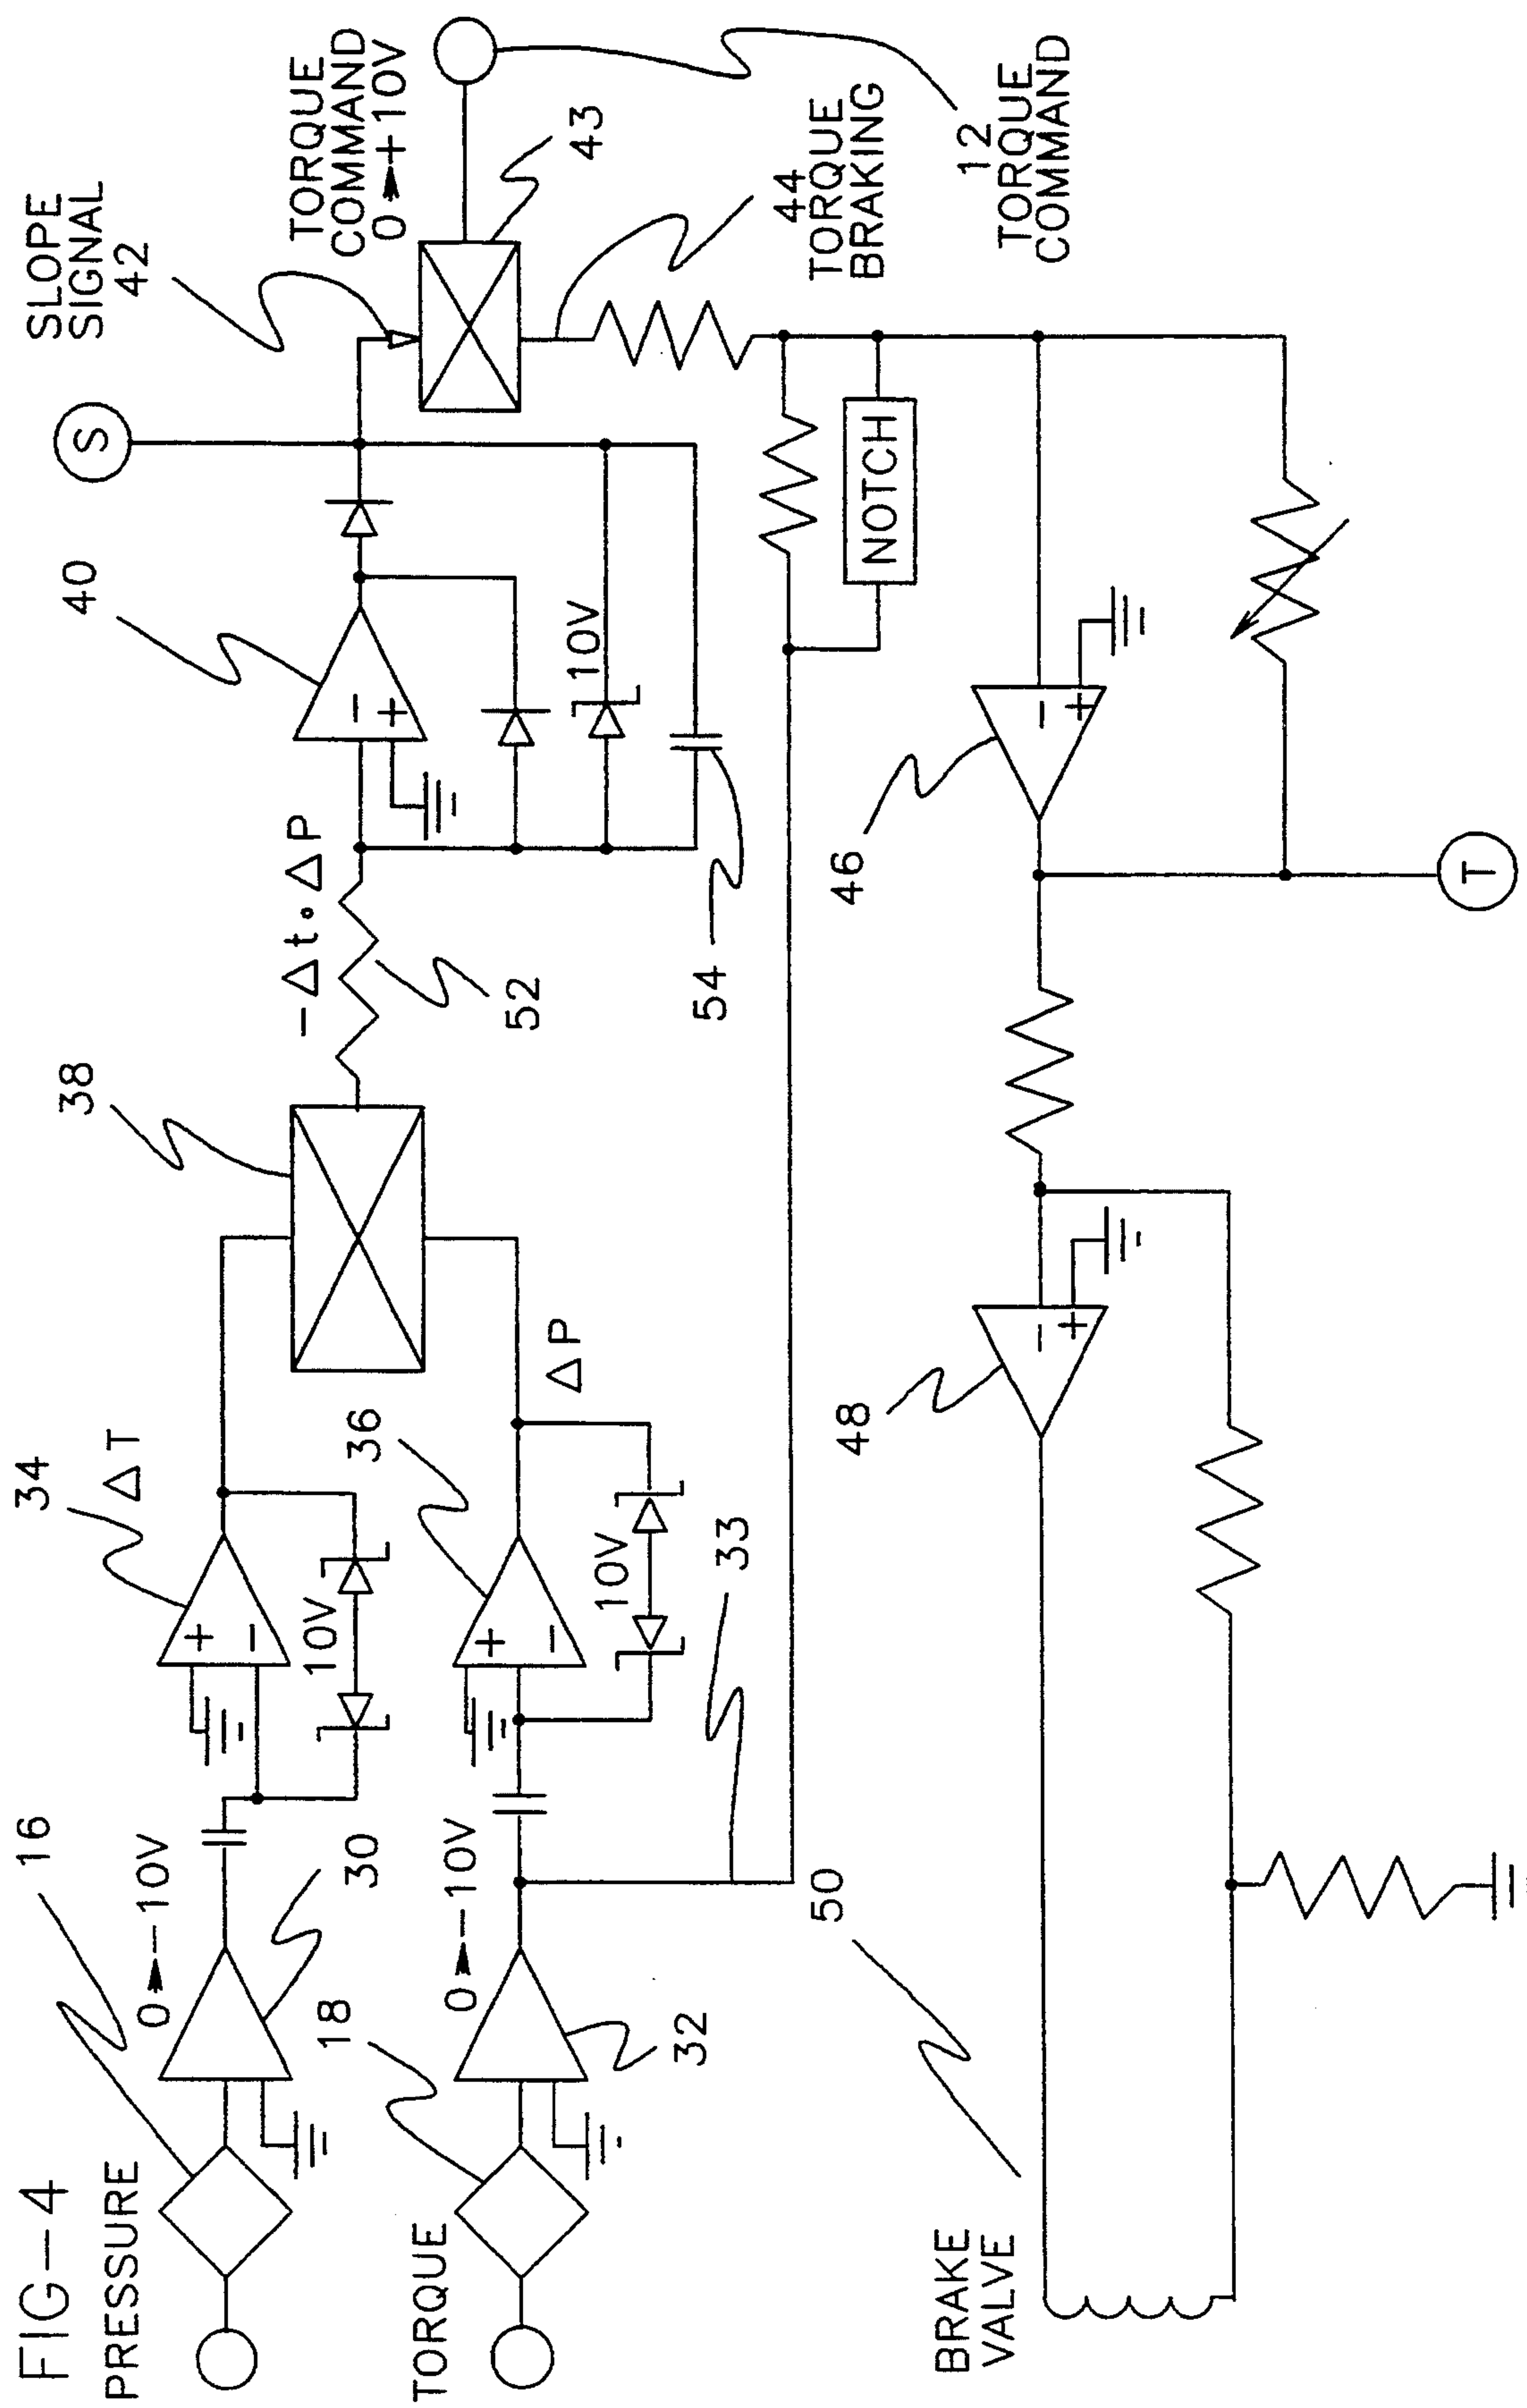 FIG-4
PRESSURE
16
0→-10V
30
34
ΔT
+
-
10V
TORQUE
18
0→-10V
32
36
+
-
10V
ΔP
33
38
-Δt.ΔP
52
40
-
+
10V
54
S
SLOPE
SIGNAL
42
TORQUE
COMMAND
0→+10V
43
44
TORQUE
BRAKING
12
TORQUE
COMMAND
NOTCH
46
-
+
T
48
-
+
50
BRAKE
VALVE